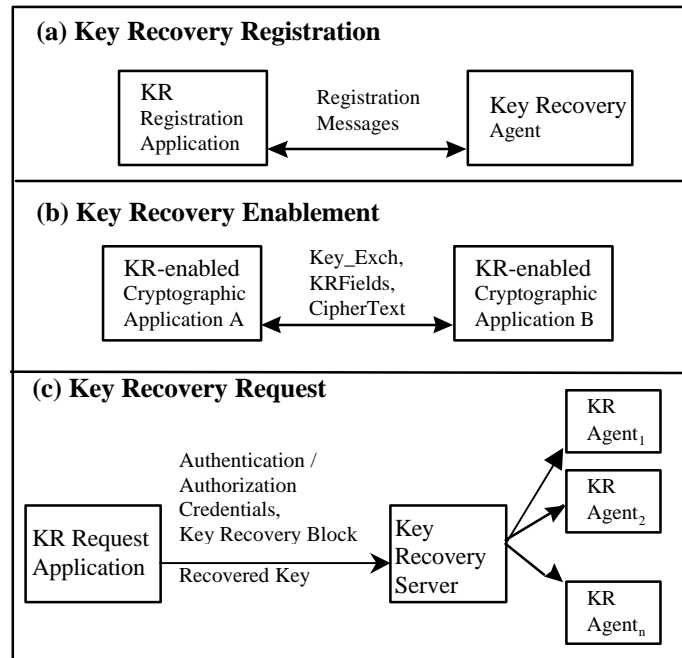 (a) Key Recovery Registration
KR
Registration
Application
Registration
Messages
Key Recovery
Agent
(b) Key Recovery Enablement
KR-enabled
Cryptographic
Application A
Key_Exch,
KRFields,
CipherText
KR-enabled
Cryptographic
Application B
(c) Key Recovery Request
KR Request
Application
Authentication /
Authorization
Credentials,
Key Recovery Block
Recovered Key
Key
Recovery
Server
KR
Agent1
KR
Agent2
KR
Agentn